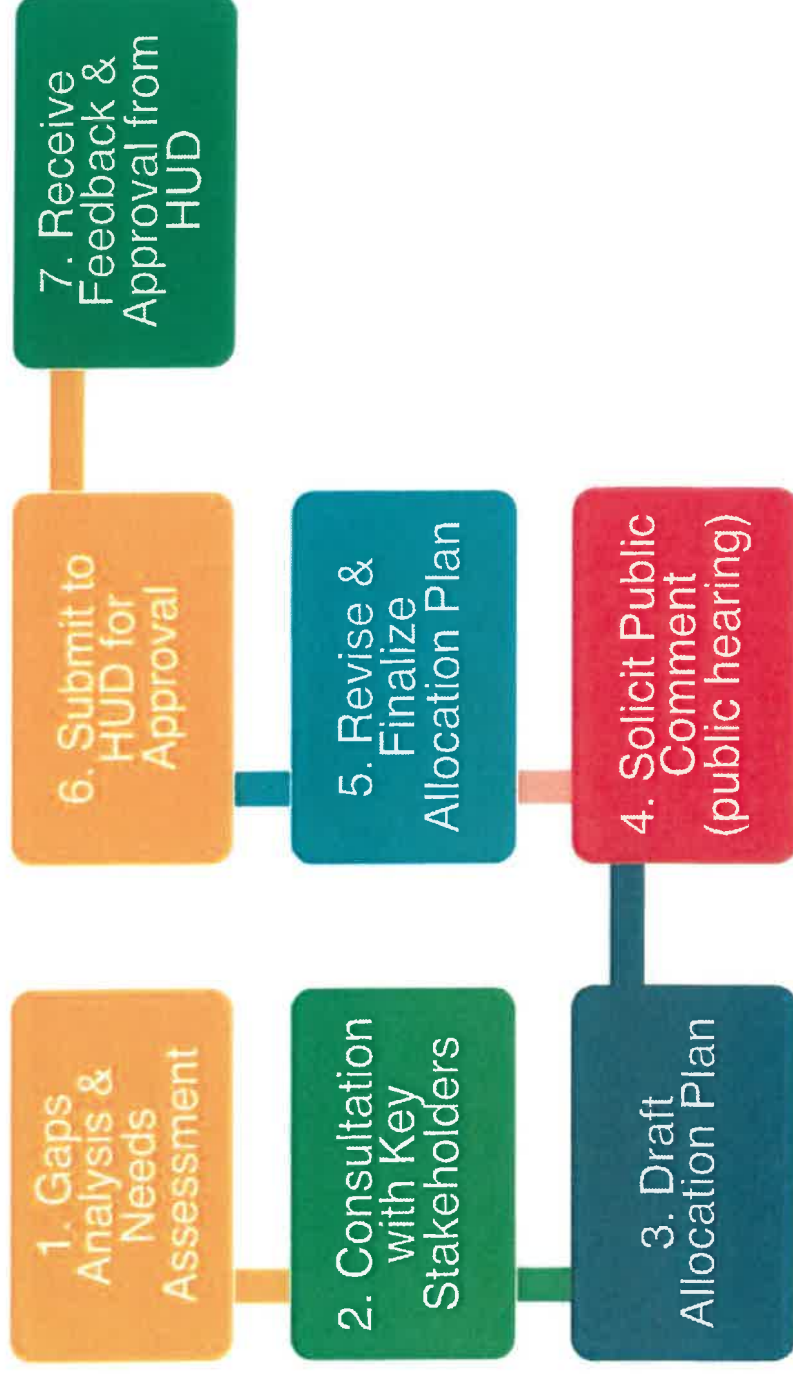 1. Gaps
Analysis &
Needs
Assessment
2. Consultation
with Key
Stakeholders
3. Draft
Allocation Plan
4. Solicit Public
Comment
(public hearing)
5. Revise &
Finalize
Allocation Plan
6. Submit to
HUD for
Approval
7. Receive
Feedback &
Approval from
HUD